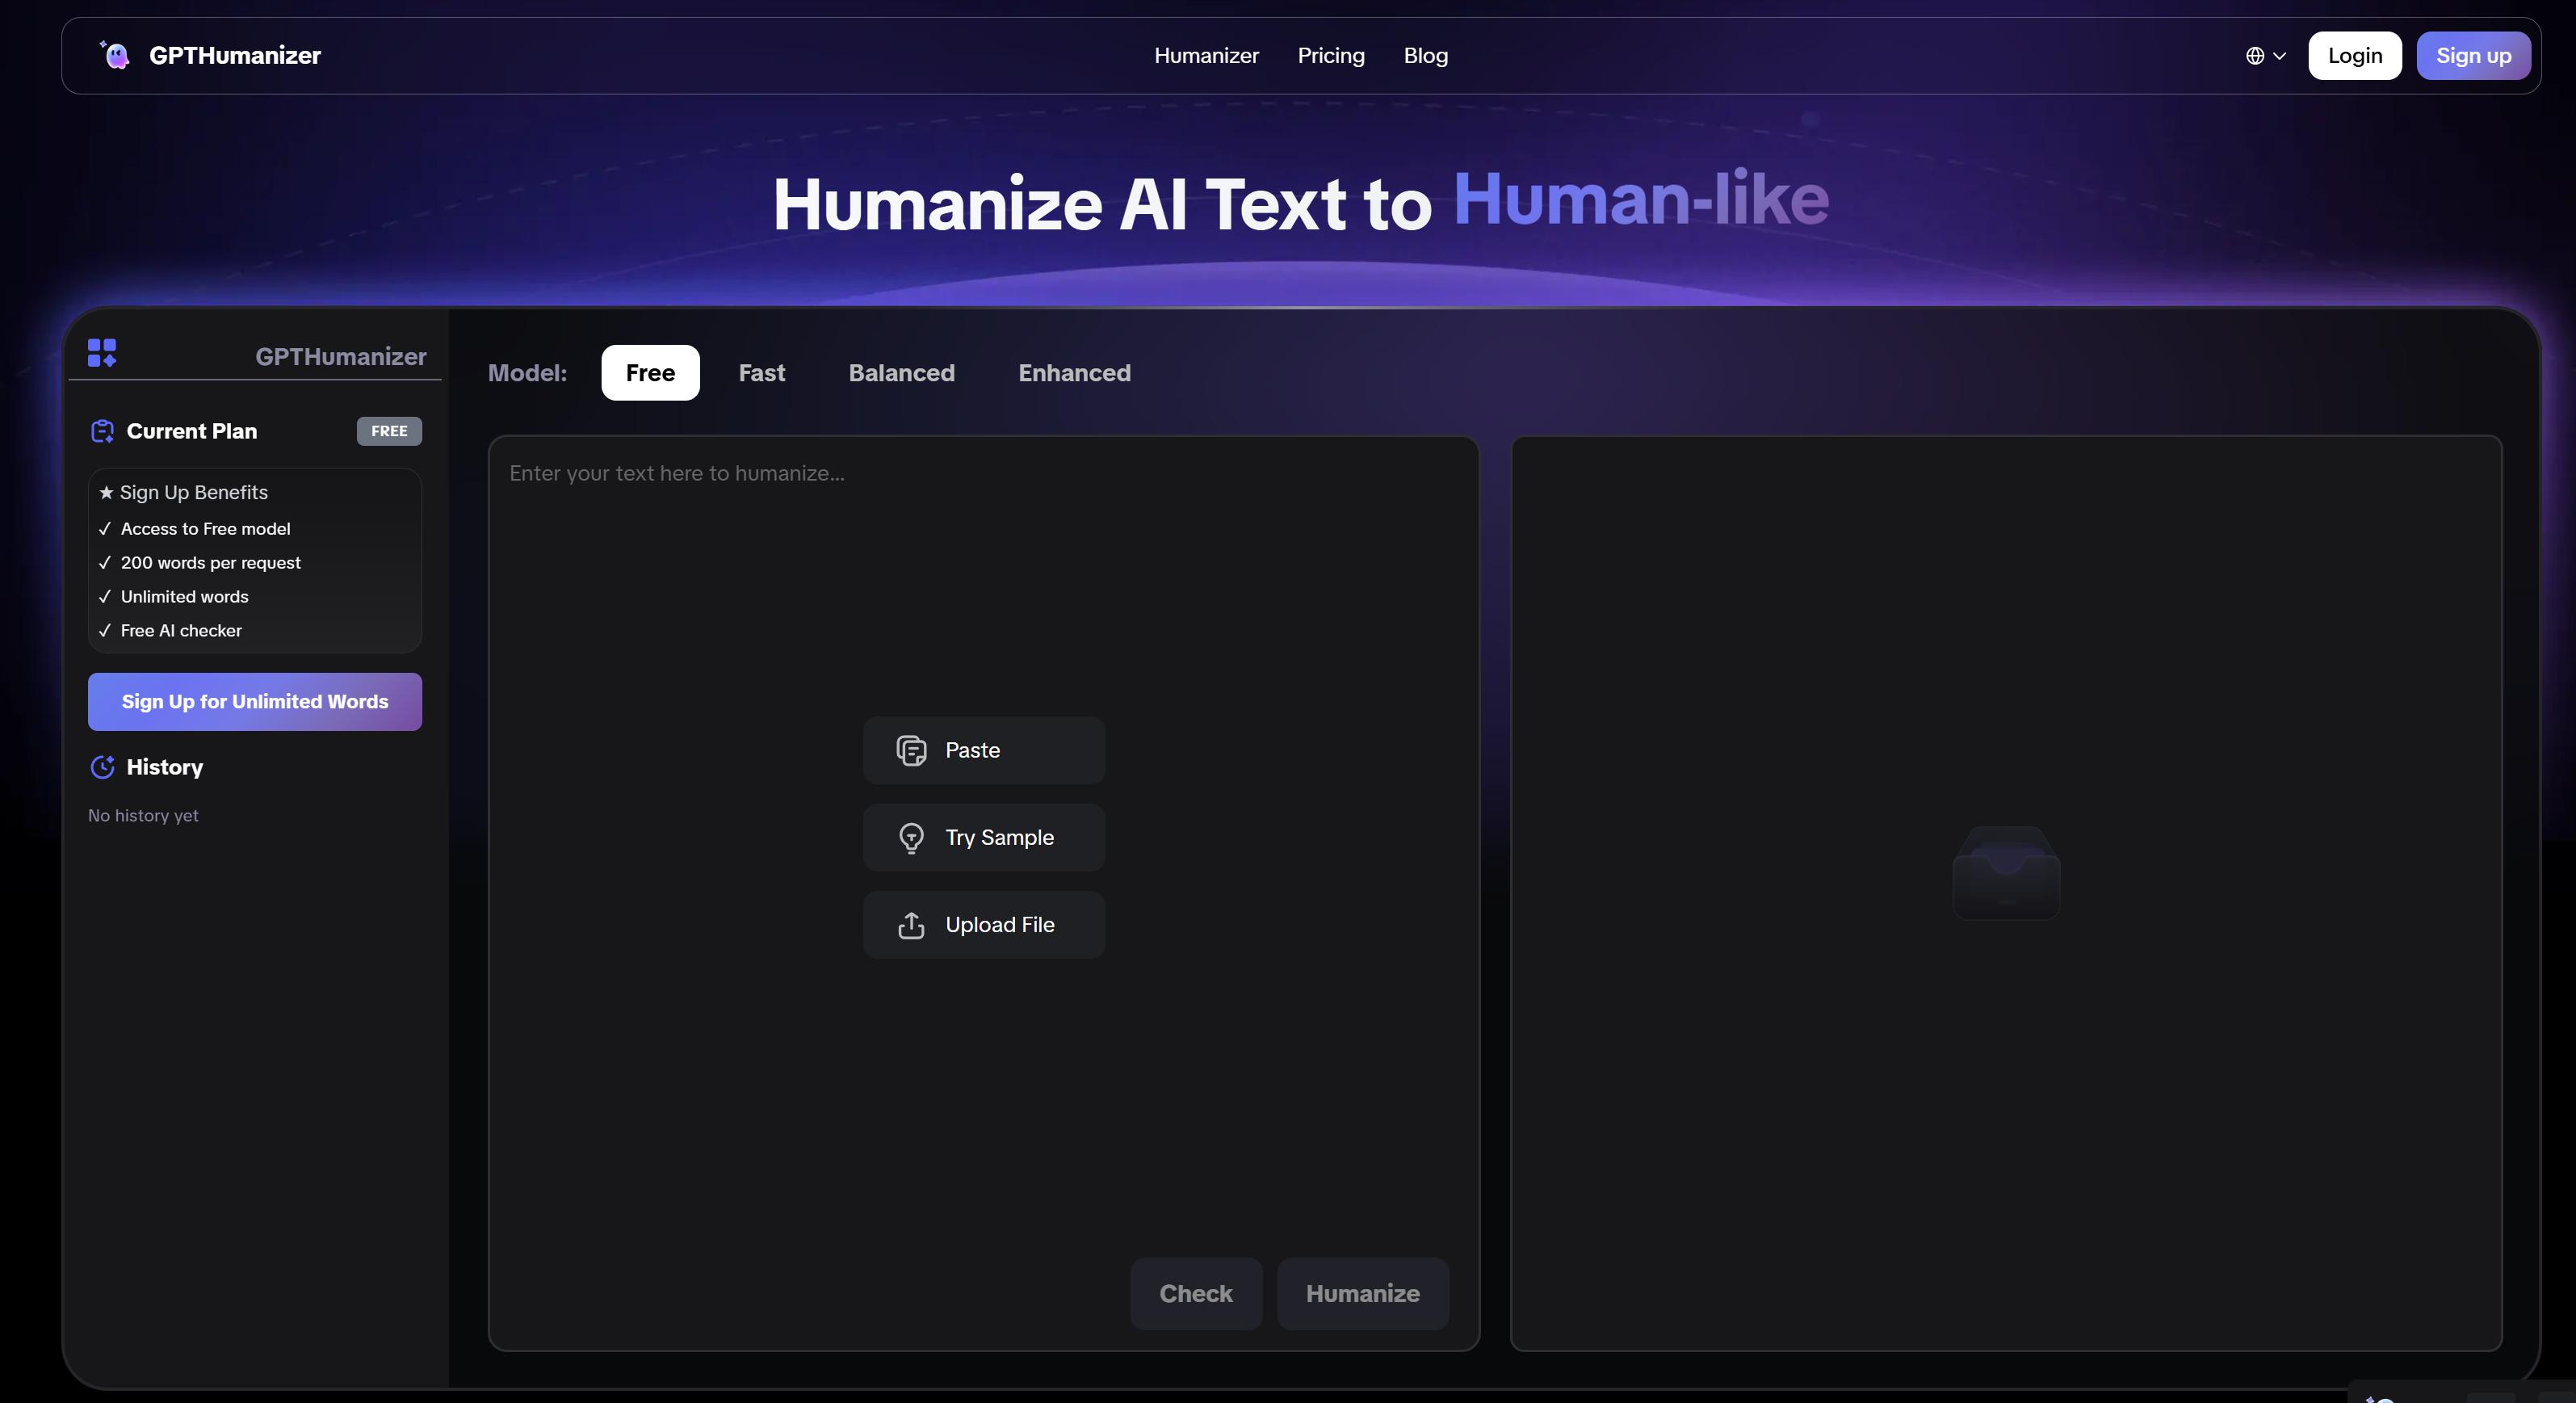 GPTHumanizer
Humanizer
Pricing
Blog
Login
Sign up
Humanize AI Text to Human-like
GPTHumanizer
Current Plan
FREE
★ Sign Up Benefits
✓ Access to Free model
✓ 200 words per request
✓ Unlimited words
✓ Free AI checker
Sign Up for Unlimited Words
History
No history yet
Model:
Free
Fast
Balanced
Enhanced
Enter your text here to humanize...
Paste
Try Sample
Upload File
Check
Humanize